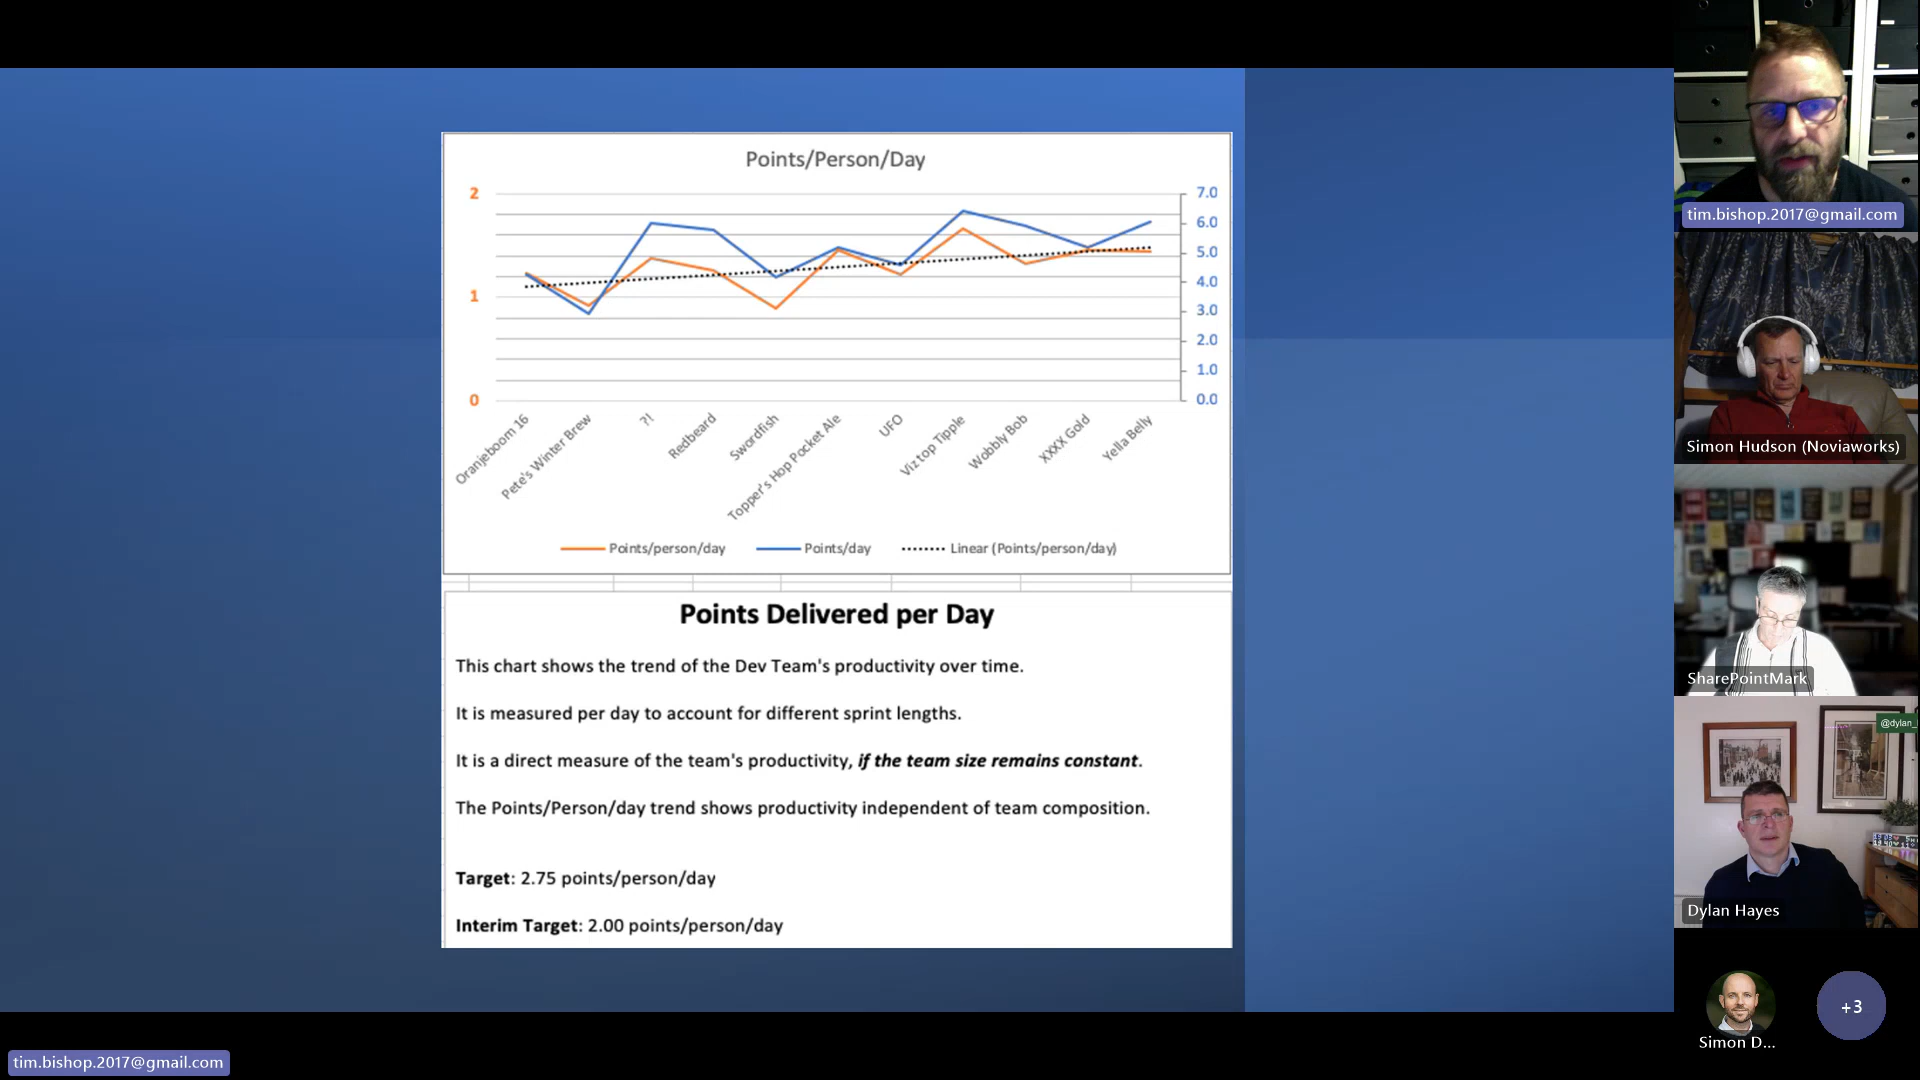 Points/Person/Day
2
1
0
7.0
6.0
5.0
4.0
3.0
2.0
1.0
0.0
Oranjeboom 16
Pete's Winter Brew
?!
Redbeard
Swordfish
Topper's Hop Pocket Ale
UFO
Viz top Tipple
Wobbly Bob
XXXX Gold
Yella Belly
Points/person/day
Points/day
Linear (Points/person/day)
Points Delivered per Day
This chart shows the trend of the Dev Team's productivity over time.
It is measured per day to account for different sprint lengths.
It is a direct measure of the team's productivity, if the team size remains constant.
The Points/Person/day trend shows productivity independent of team composition.
Target: 2.75 points/person/day
Interim Target: 2.00 points/person/day
tim.bishop.2017@gmail.com
Simon Hudson (Noviaworks)
SharePointMark
@dylan_
Dylan Hayes
Simon D...
+3
tim.bishop.2017@gmail.com